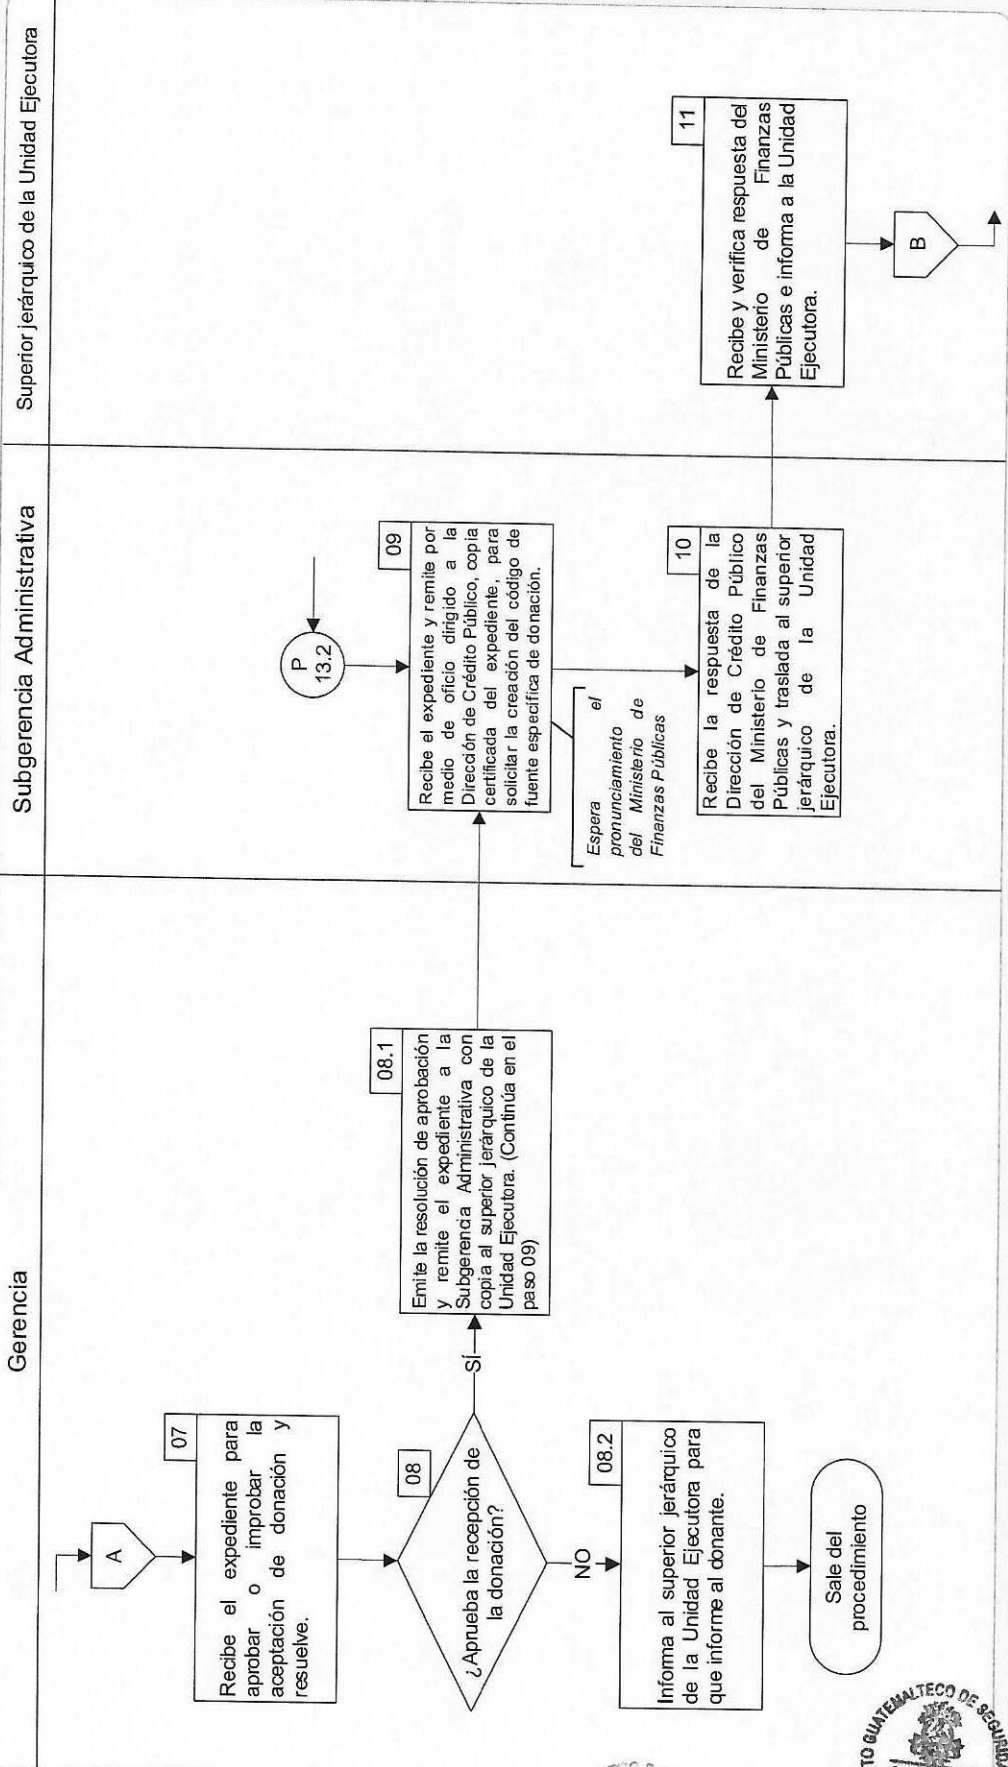 Gerencia
Subgerencia Administrativa
Superior jerárquico de la Unidad Ejecutora
A
07
Recibe el expediente para
aprobar o improbar la
aceptación de donación y
resuelve.
08
¿Aprueba la recepción de
la donación?
SÍ
NO
08.2
Informa al superior jerárquico
de la Unidad Ejecutora para
que informe al donante.
Sale del
procedimiento
08.1
Emite la resolución de aprobación
y remite el expediente a la
Subgerencia Administrativa con
copia al superior jerárquico de la
Unidad Ejecutora. (Continúa en el
paso 09)
P
13.2
09
Recibe el expediente y remite por
medio de oficio dirigido a la
Dirección de Crédito Público, copia
certificada del expediente, para
solicitar la creación del código de
fuente específica de donación.
Espera el
pronunciamiento
del Ministerio de
Finanzas Públicas
10
Recibe la respuesta de la
Dirección de Crédito Público
del Ministerio de Finanzas
Públicas y traslada al superior
jerárquico de la Unidad
Ejecutora.
11
Recibe y verifica respuesta del
Ministerio de Finanzas
Públicas e informa a la Unidad
Ejecutora.
B
TO GUATEMALTECO DE SEGURI